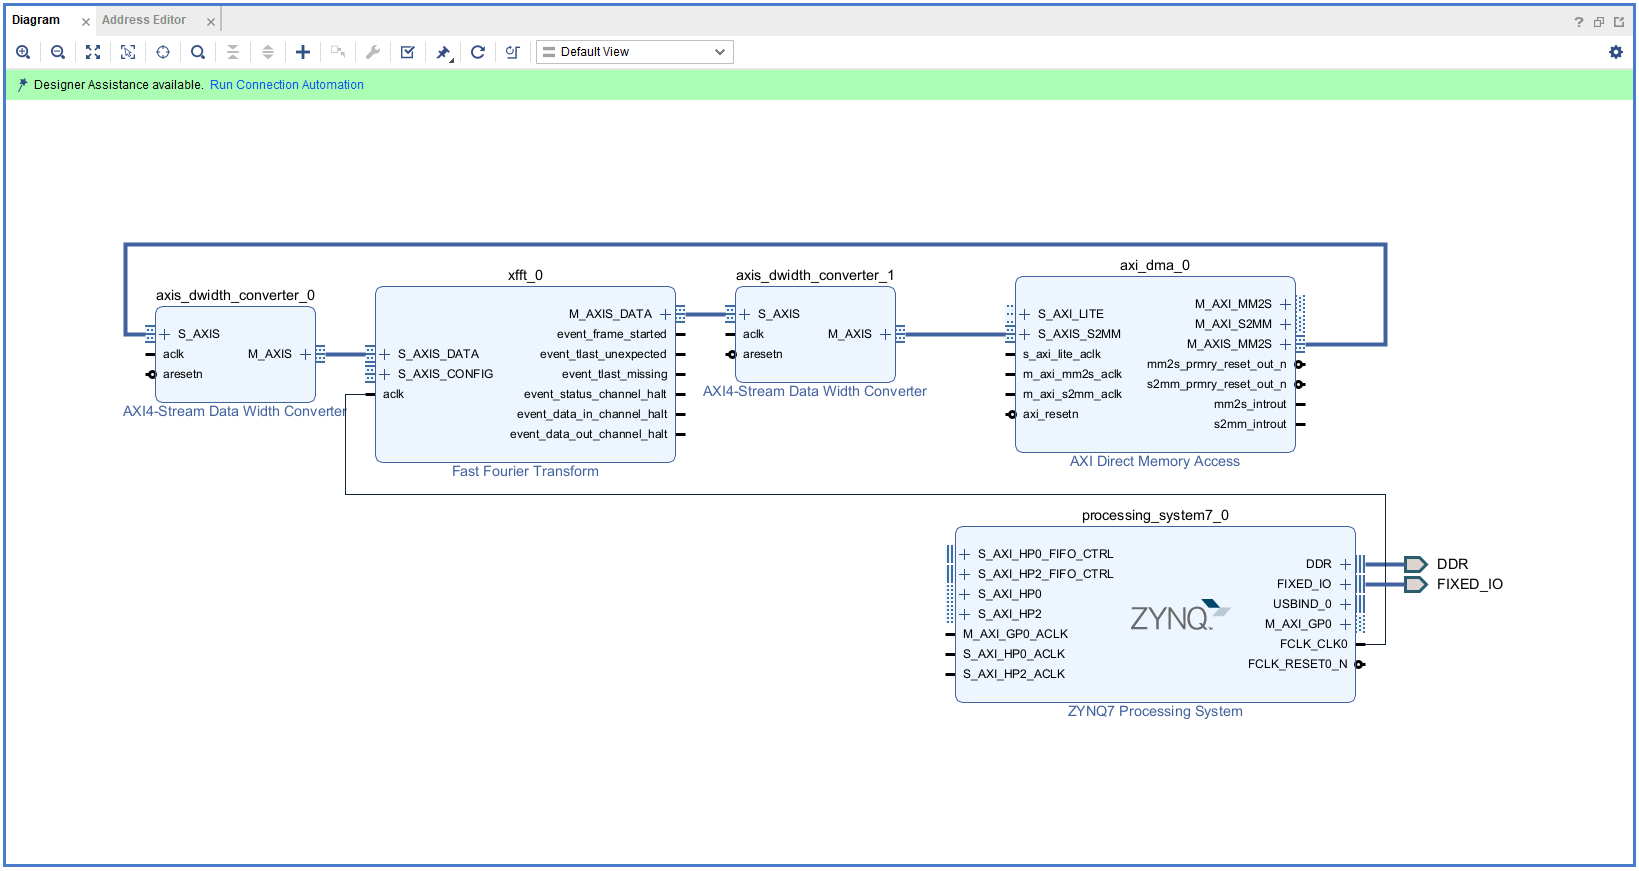 Diagram
Address Editor
Default View
Designer Assistance available. Run Connection Automation
axis_dwidth_converter_0
S_AXIS
aclk
M_AXIS
aresetn
AXI4-Stream Data Width Converter
xfft_0
M_AXIS_DATA
event_frame_started
S_AXIS_DATA
event_tlast_unexpected
S_AXIS_CONFIG
event_tlast_missing
aclk
event_status_channel_halt
event_data_in_channel_halt
event_data_out_channel_halt
Fast Fourier Transform
axis_dwidth_converter_1
S_AXIS
aclk
M_AXIS
aresetn
AXI4-Stream Data Width Converter
axi_dma_0
M_AXI_MM2S
S_AXI_LITE
M_AXI_S2MM
S_AXIS_S2MM
M_AXIS_MM2S
s_axi_lite_aclk
mm2s_prmry_reset_out_n
m_axi_mm2s_aclk
s2mm_prmry_reset_out_n
m_axi_s2mm_aclk
mm2s_introut
axi_resetn
s2mm_introut
AXI Direct Memory Access
processing_system7_0
S_AXI_HP0_FIFO_CTRL
DDR
S_AXI_HP2_FIFO_CTRL
FIXED_IO
S_AXI_HP0
USBIND_0
S_AXI_HP2
M_AXI_GP0
M_AXI_GP0_ACLK
FCLK_CLK0
S_AXI_HP0_ACLK
FCLK_RESET0_N
S_AXI_HP2_ACLK
ZYNQ
ZYNQ7 Processing System
DDR
FIXED_IO